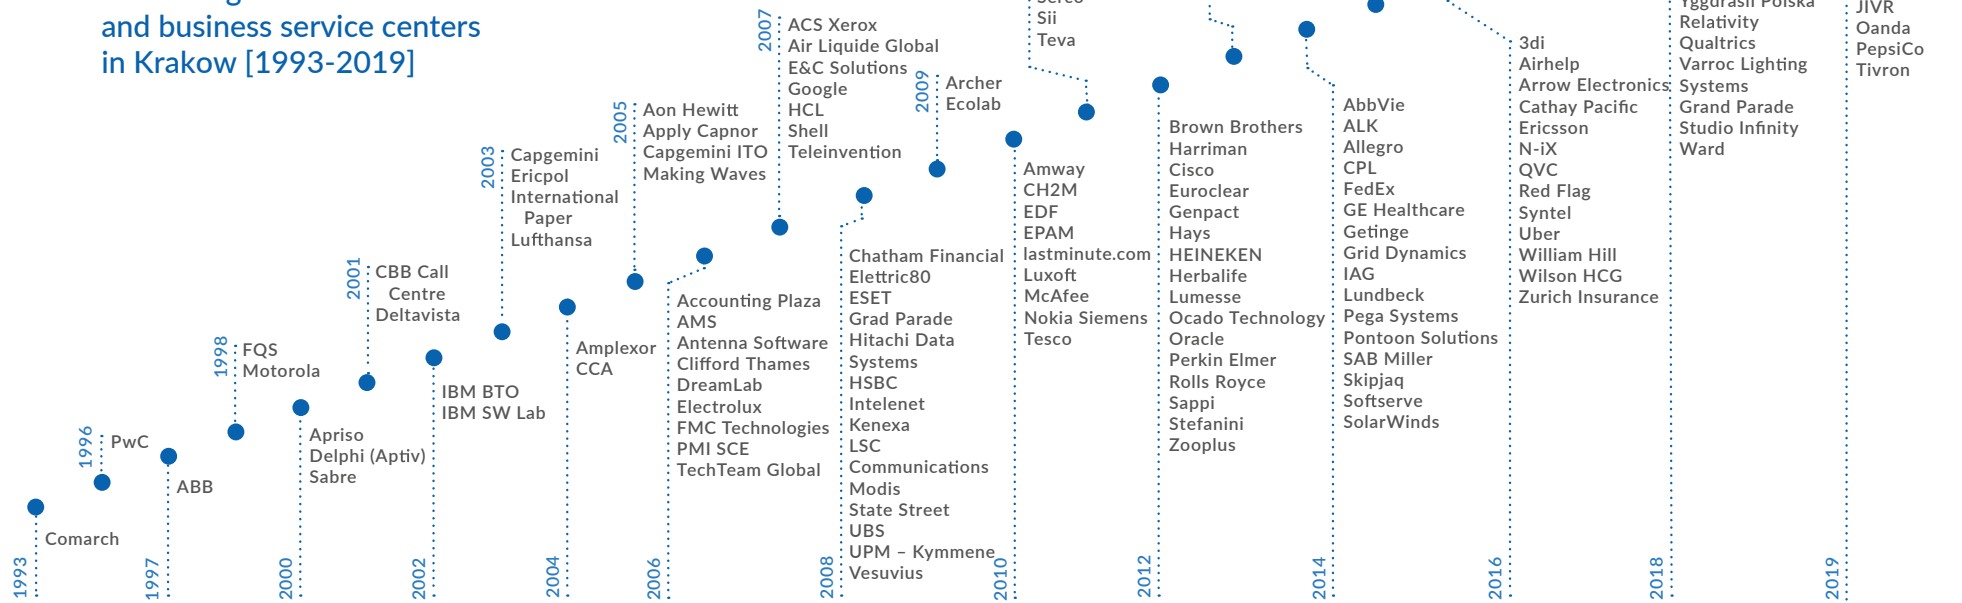 and business service centers
in Krakow [1993-2019]
1993
Comarch
1996
PwC
1997
ABB
1998
FQS
Motorola
2000
Apriso
Delphi (Aptiv)
Sabre
2001
CBB Call
Centre
Deltavista
2002
IBM BTO
IBM SW Lab
2003
Capgemini
Ericpol
International
Paper
Lufthansa
2004
Amplexor
CCA
2005
Aon Hewitt
Apply Capnor
Capgemini ITO
Making Waves
2006
Accounting Plaza
AMS
Antenna Software
Clifford Thames
DreamLab
Electrolux
FMC Technologies
PMI SCE
TechTeam Global
2007
ACS Xerox
Air Liquide Global
E&C Solutions
Google
HCL
Shell
Teleinvention
2008
Chatham Financial
Elettric80
ESET
Grad Parade
Hitachi Data
Systems
HSBC
Intelenet
Kenexa
LSC
Communications
Modis
State Street
UBS
UPM – Kymmene
Vesuvius
2009
Archer
Ecolab
2010
Amway
CH2M
EDF
EPAM
lastminute.com
Luxoft
McAfee
Nokia Siemens
Tesco
Sii
Teva
2012
Brown Brothers
Harriman
Cisco
Euroclear
Genpact
Hays
HEINEKEN
Herbalife
Lumesse
Ocado Technology
Oracle
Perkin Elmer
Rolls Royce
Sappi
Stefanini
Zooplus
2014
AbbVie
ALK
Allegro
CPL
FedEx
GE Healthcare
Getinge
Grid Dynamics
IAG
Lundbeck
Pega Systems
Pontoon Solutions
SAB Miller
Skipjaq
Softserve
SolarWinds
2016
3di
Airhelp
Arrow Electronics
Cathay Pacific
Ericsson
N-iX
QVC
Red Flag
Syntel
Uber
William Hill
Wilson HCG
Zurich Insurance
2018
Yggdrasil Polska
Relativity
Qualtrics
Varroc Lighting
Systems
Grand Parade
Studio Infinity
Ward
2019
JIVR
Oanda
PepsiCo
Tivron